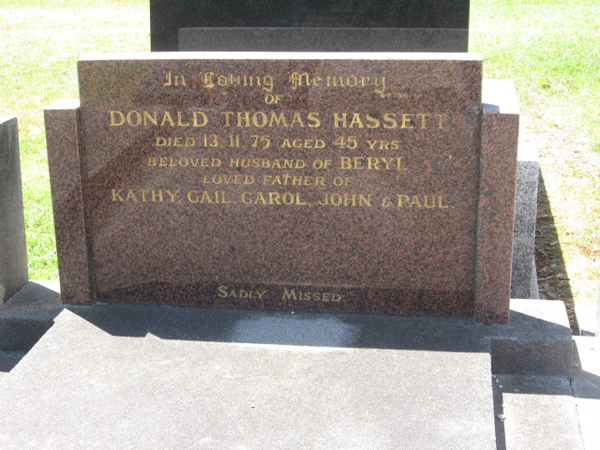 In Loving Memory
OF
DONALD THOMAS HASSETT
DIED 13.11.75 AGED 45 YRS
BELOVED HUSBAND OF BERYL
LOVED FATHER OF
KATHY, GAIL, CAROL, JOHN & PAUL
SADLY MISSED